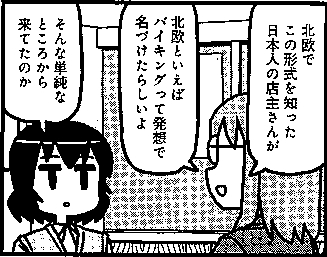 北欧で
この形式を知った
日本人の店主さんが
北欧といえば
バイキングって発想で
名づけたらしいよ
そんな単純な
ところから
来てたのか